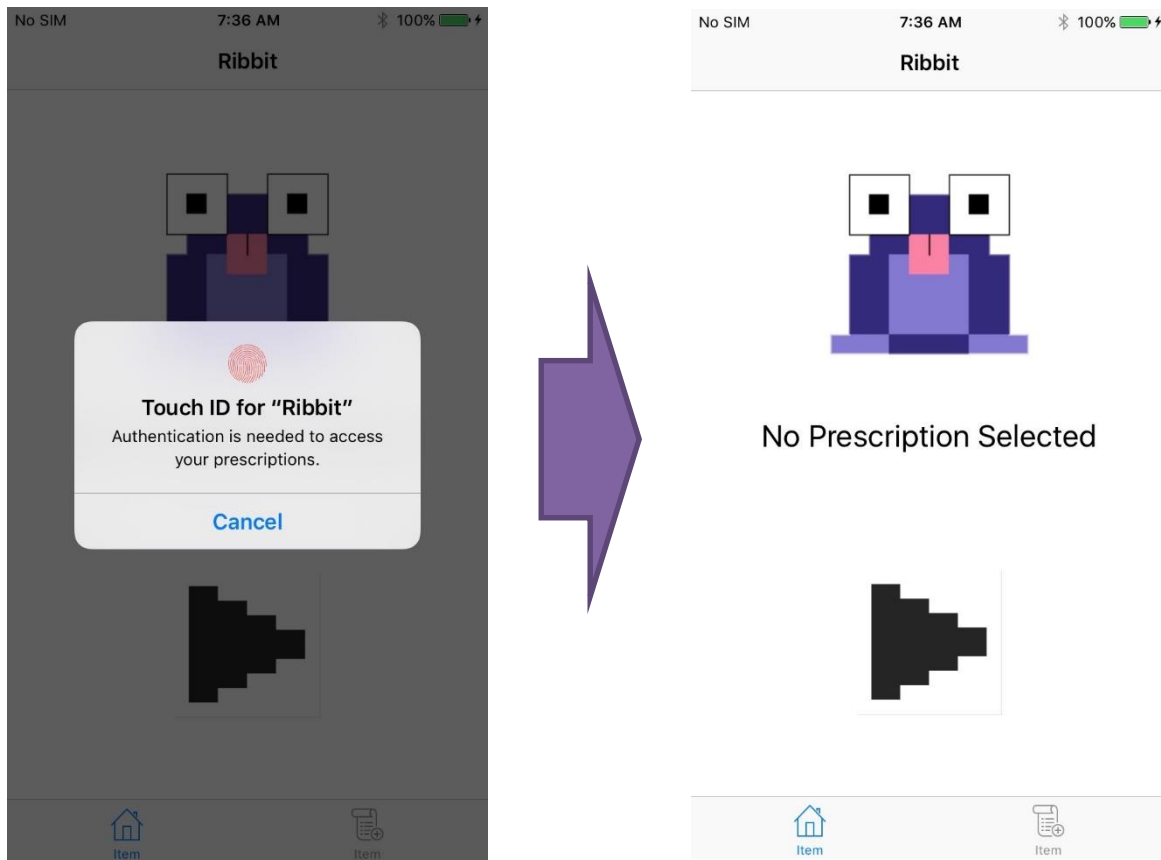 No SIM 7:36 AM 100%
Ribbit
Touch ID for “Ribbit”
Authentication is needed to access
your prescriptions.
Cancel
Item Item
No SIM 7:36 AM 100%
Ribbit
No Prescription Selected
Item Item